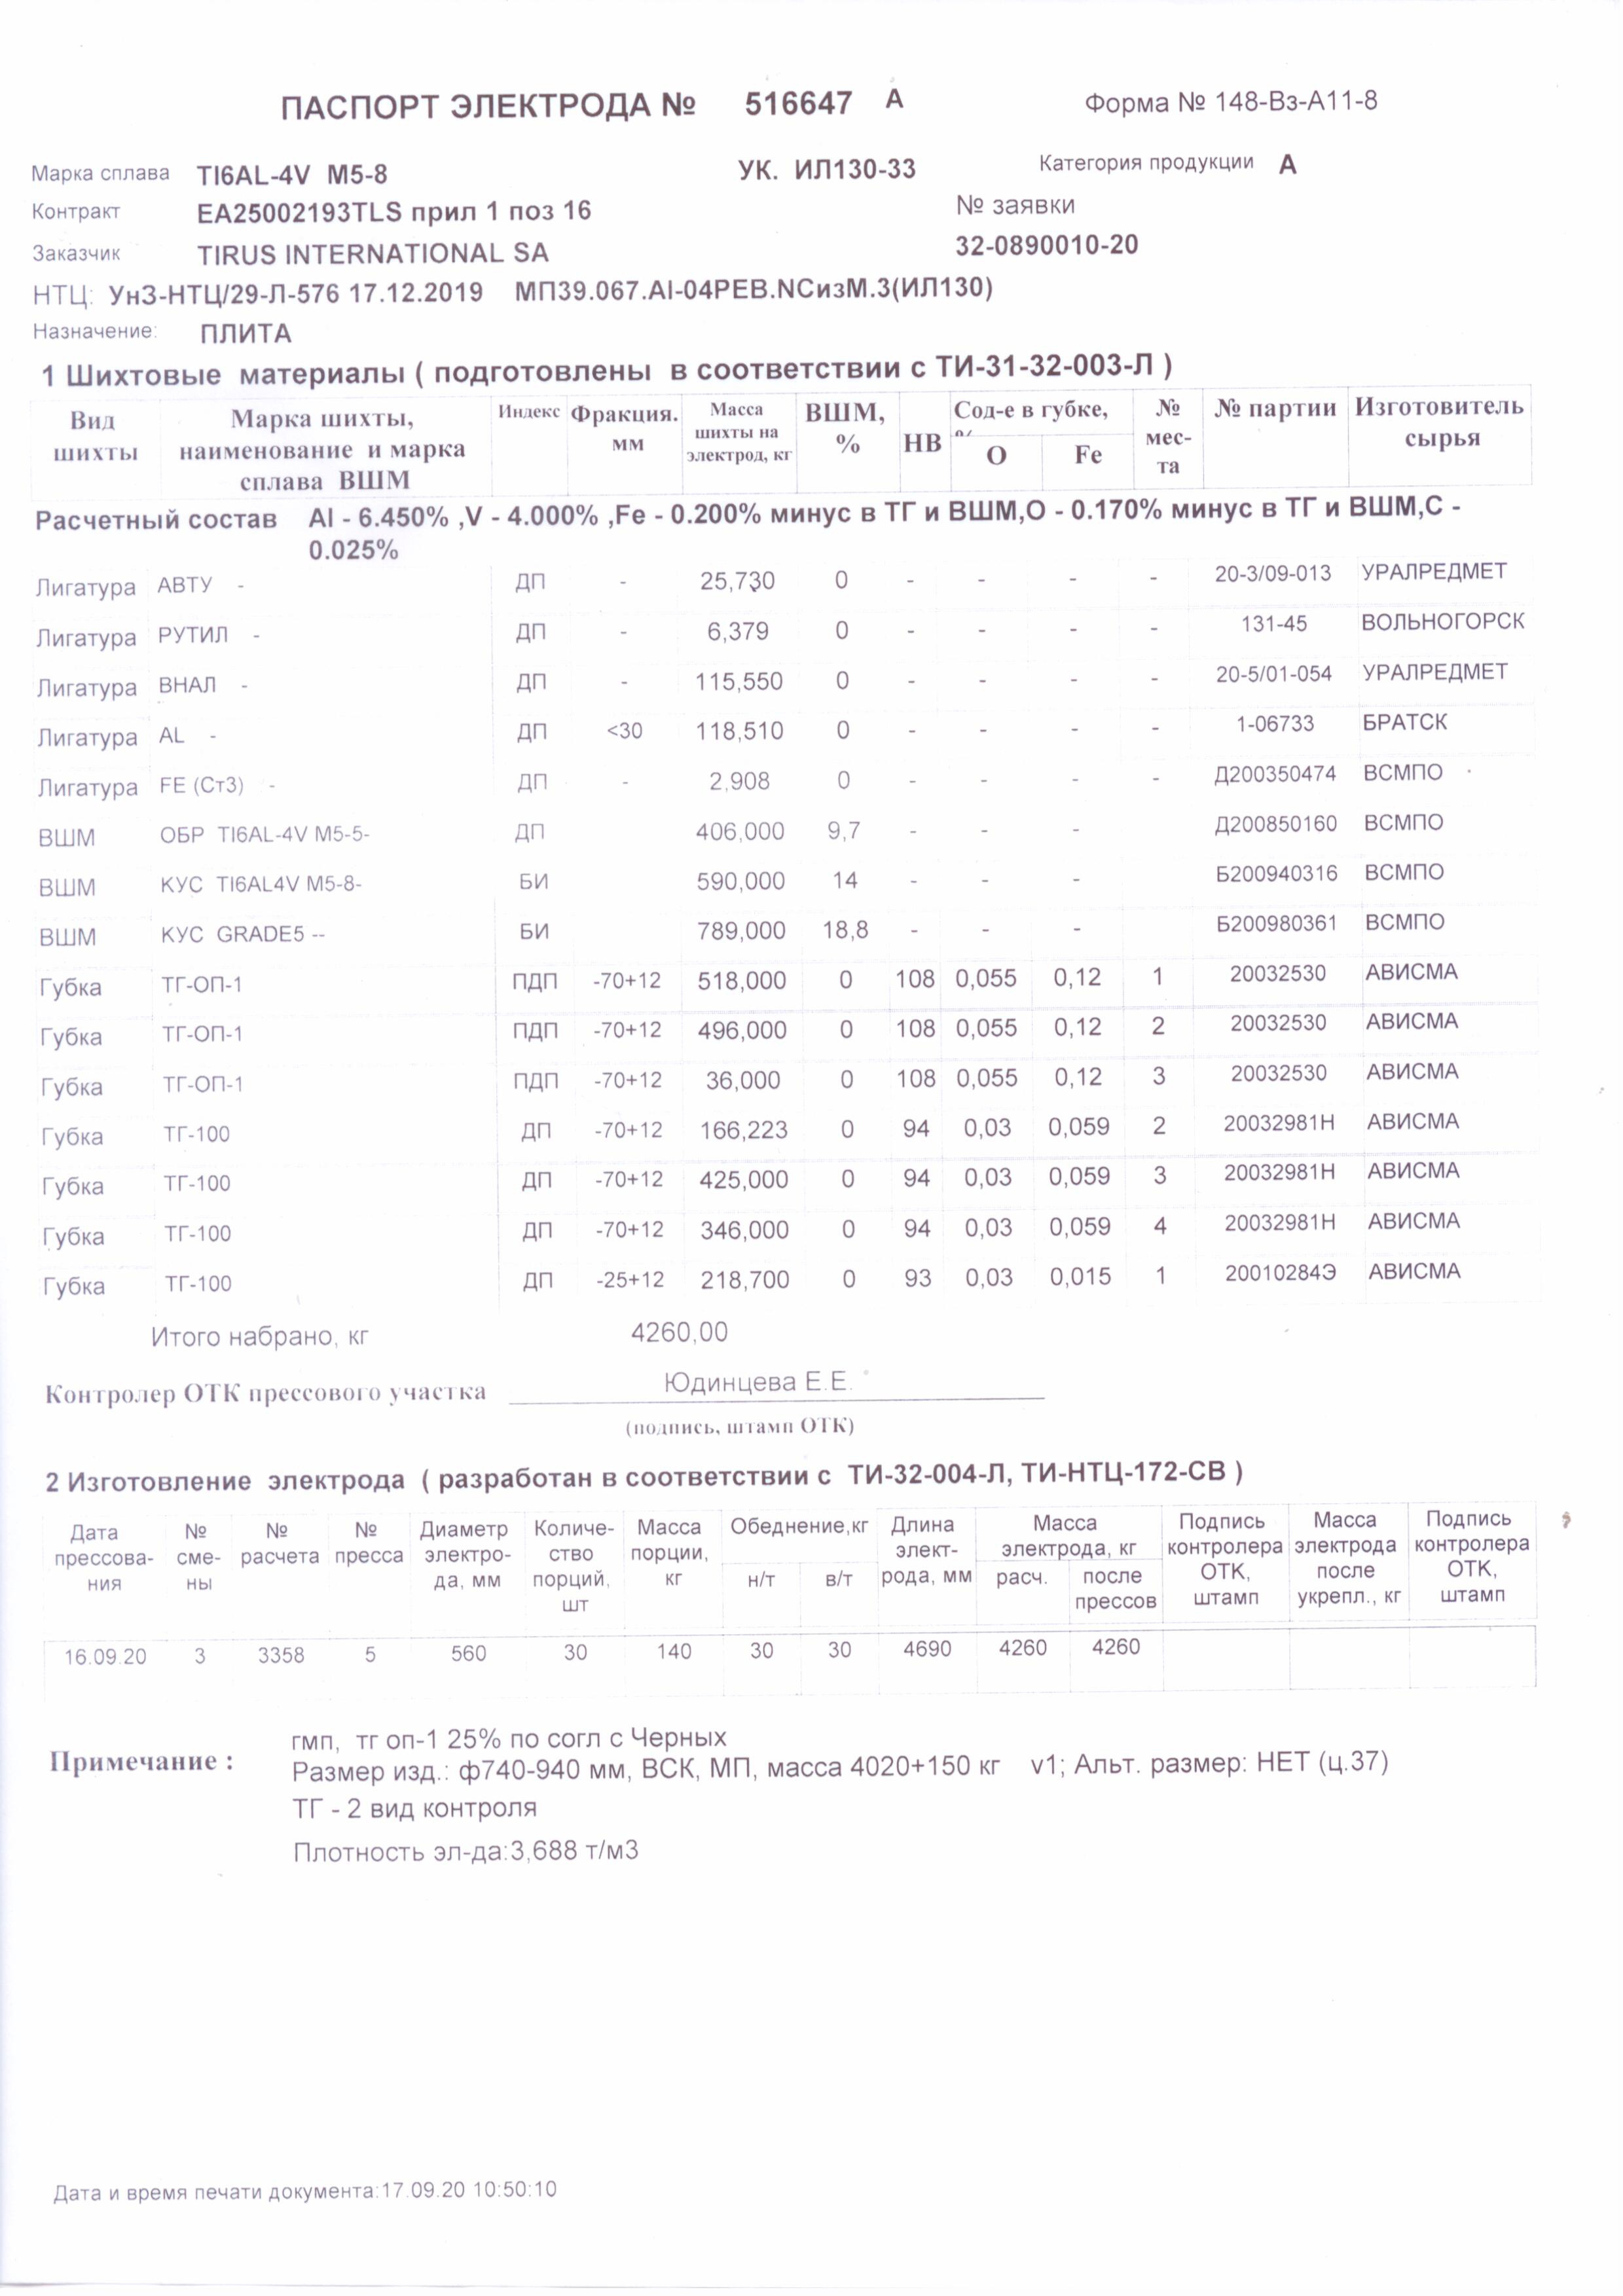 ПАСПОРТ ЭЛЕКТРОДА № 516647 А Форма № 148-Вз-А11-8
Марка сплава TI6AL-4V М5-8 УК. ИЛ130-33 Категория продукции А
Контракт EA25002193TLS прил 1 поз 16 № заявки
Заказчик TIRUS INTERNATIONAL SA 32-0890010-20
НТЦ: Ун3-НТЦ/29-Л-576 17.12.2019 МП39.067.Al-04РЕВ.NСизМ.3(ИЛ130)
Назначение: ПЛИТА
1 Шихтовые материалы ( подготовлены в соответствии с ТИ-31-32-003-Л )
Вид шихты Марка шихты, наименование и марка сплава ВШМ Индекс Фракция. мм Масса шихты на электрод, кг ВШМ, % НВ Сод-е в губке, % О Fe № мес-та № партии Изготовитель сырья
Расчетный состав Al - 6.450% ,V - 4.000% ,Fe - 0.200% минус в ТГ и ВШМ,О - 0.170% минус в ТГ и ВШМ,С -
0.025%
Лигатура АВТУ - ДП - 25,730 0 - - - - 20-3/09-013 УРАЛРЕДМЕТ
Лигатура РУТИЛ - ДП - 6,379 0 - - - - 131-45 ВОЛЬНОГОРСК
Лигатура ВНАЛ - ДП - 115,550 0 - - - - 20-5/01-054 УРАЛРЕДМЕТ
Лигатура AL - ДП <30 118,510 0 - - - - 1-06733 БРАТСК
Лигатура FE (Ст3) - ДП - 2,908 0 - - - - Д200350474 ВСМПО
ВШМ ОБР TI6AL-4V М5-5- ДП 406,000 9,7 - - - Д200850160 ВСМПО
ВШМ КУС TI6AL4V М5-8- БИ 590,000 14 - - - Б200940316 ВСМПО
ВШМ КУС GRADE5 -- БИ 789,000 18,8 - - - Б200980361 ВСМПО
Губка ТГ-ОП-1 ПДП -70+12 518,000 0 108 0,055 0,12 1 20032530 АВИСМА
Губка ТГ-ОП-1 ПДП -70+12 496,000 0 108 0,055 0,12 2 20032530 АВИСМА
Губка ТГ-ОП-1 ПДП -70+12 36,000 0 108 0,055 0,12 3 20032530 АВИСМА
Губка ТГ-100 ДП -70+12 166,223 0 94 0,03 0,059 2 20032981Н АВИСМА
Губка ТГ-100 ДП -70+12 425,000 0 94 0,03 0,059 3 20032981Н АВИСМА
Губка ТГ-100 ДП -70+12 346,000 0 94 0,03 0,059 4 20032981Н АВИСМА
Губка ТГ-100 ДП -25+12 218,700 0 93 0,03 0,015 1 20010284Э АВИСМА
Итого набрано, кг 4260,00
Контролер ОТК прессового участка Юдинцева Е.Е.
(подпись, штамп ОТК)
2 Изготовление электрода ( разработан в соответствии с ТИ-32-004-Л, ТИ-НТЦ-172-СВ )
Дата прессова-ния № сме-ны № расчета № пресса Диаметр электро-да, мм Количе-ство порций, шт Масса порции, кг Обеднение,кг н/т в/т Длина элект-рода, мм Масса электрода, кг расч. после прессов Подпись контролера ОТК, штамп Масса электрода после укрепл., кг Подпись контролера ОТК, штамп
16.09.20 3 3358 5 560 30 140 30 30 4690 4260 4260
Примечание :
гмп, тг оп-1 25% по согл с Черных
Размер изд.: ф740-940 мм, ВСК, МП, масса 4020+150 кг v1; Альт. размер: НЕТ (ц.37)
ТГ - 2 вид контроля
Плотность эл-да:3,688 т/м3
Дата и время печати документа:17.09.20 10:50:10